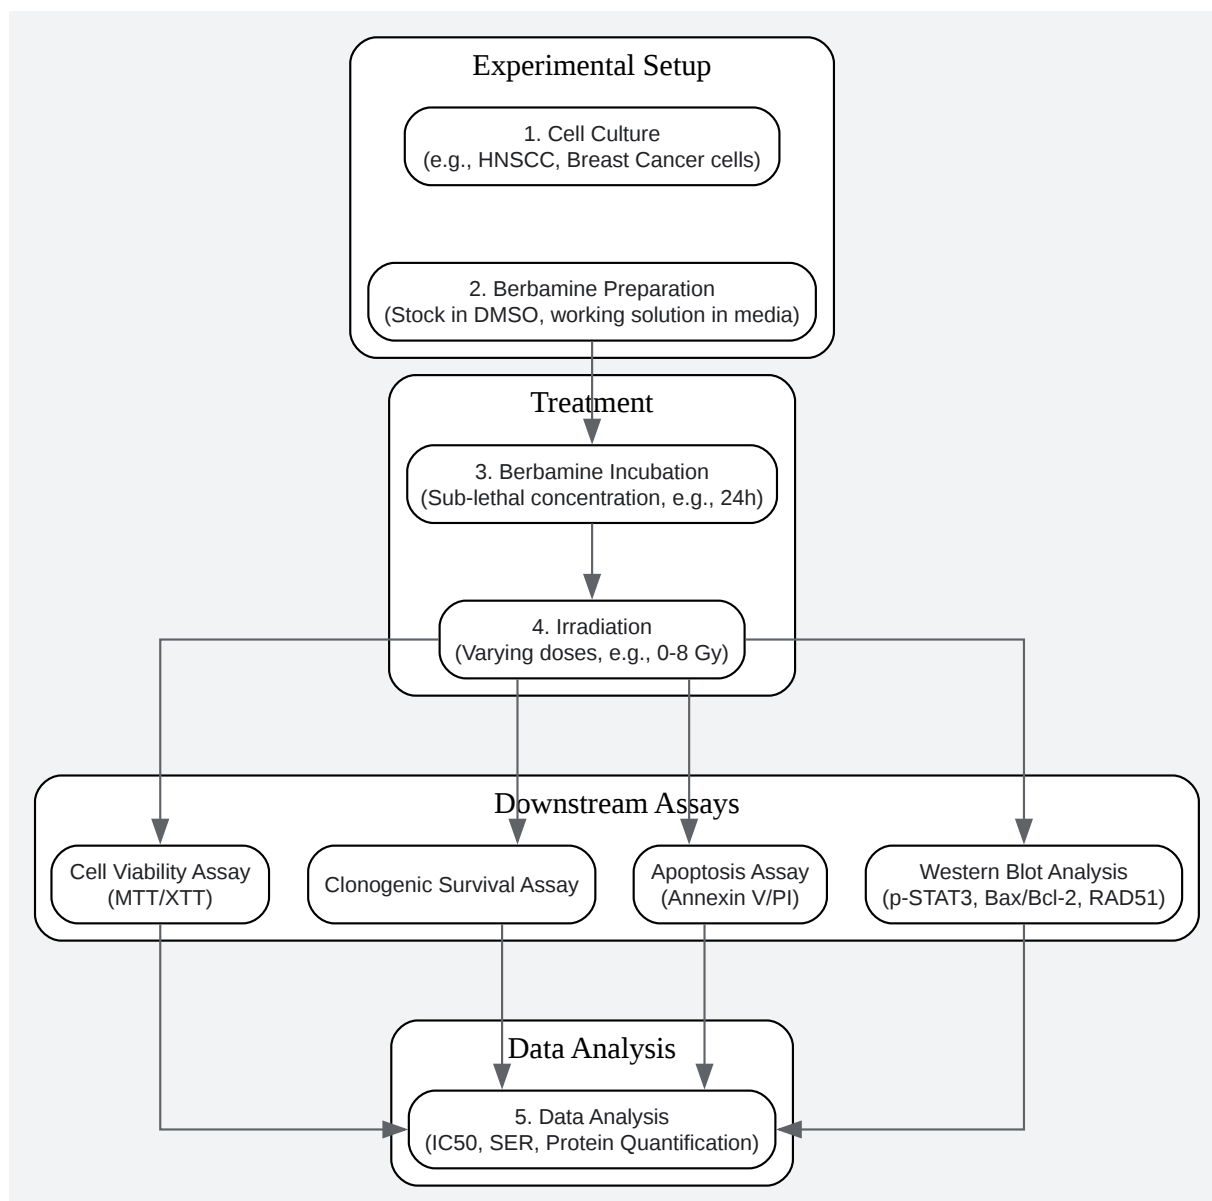 Experimental Setup
1. Cell Culture
(e.g., HNSCC, Breast Cancer cells)
2. Berbamine Preparation
(Stock in DMSO, working solution in media)
Treatment
3. Berbamine Incubation
(Sub-lethal concentration, e.g., 24h)
4. Irradiation
(Varying doses, e.g., 0-8 Gy)
Downstream Assays
Cell Viability Assay
(MTT/XTT)
Clonogenic Survival Assay
Apoptosis Assay
(Annexin V/PI)
Western Blot Analysis
(p-STAT3, Bax/Bcl-2, RAD51)
Data Analysis
5. Data Analysis
(IC50, SER, Protein Quantification)